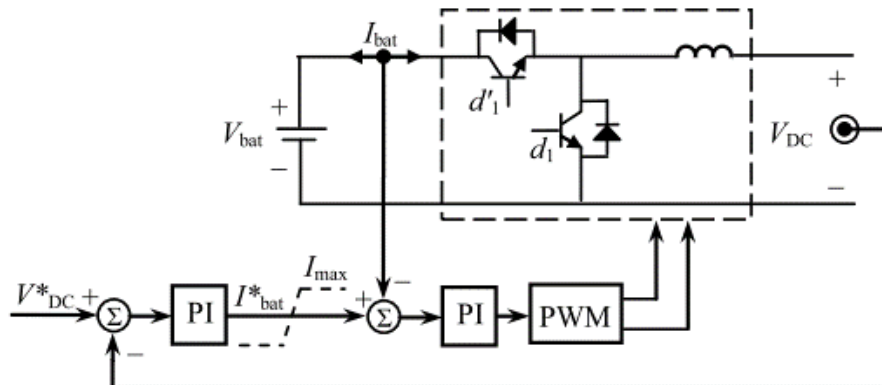 I_bat
d″_1
+
V_bat
−
d_1
+
V_DC
−
V*_DC +
Σ
−
PI
I*_bat
I_max
+
−
Σ
PI
PWM